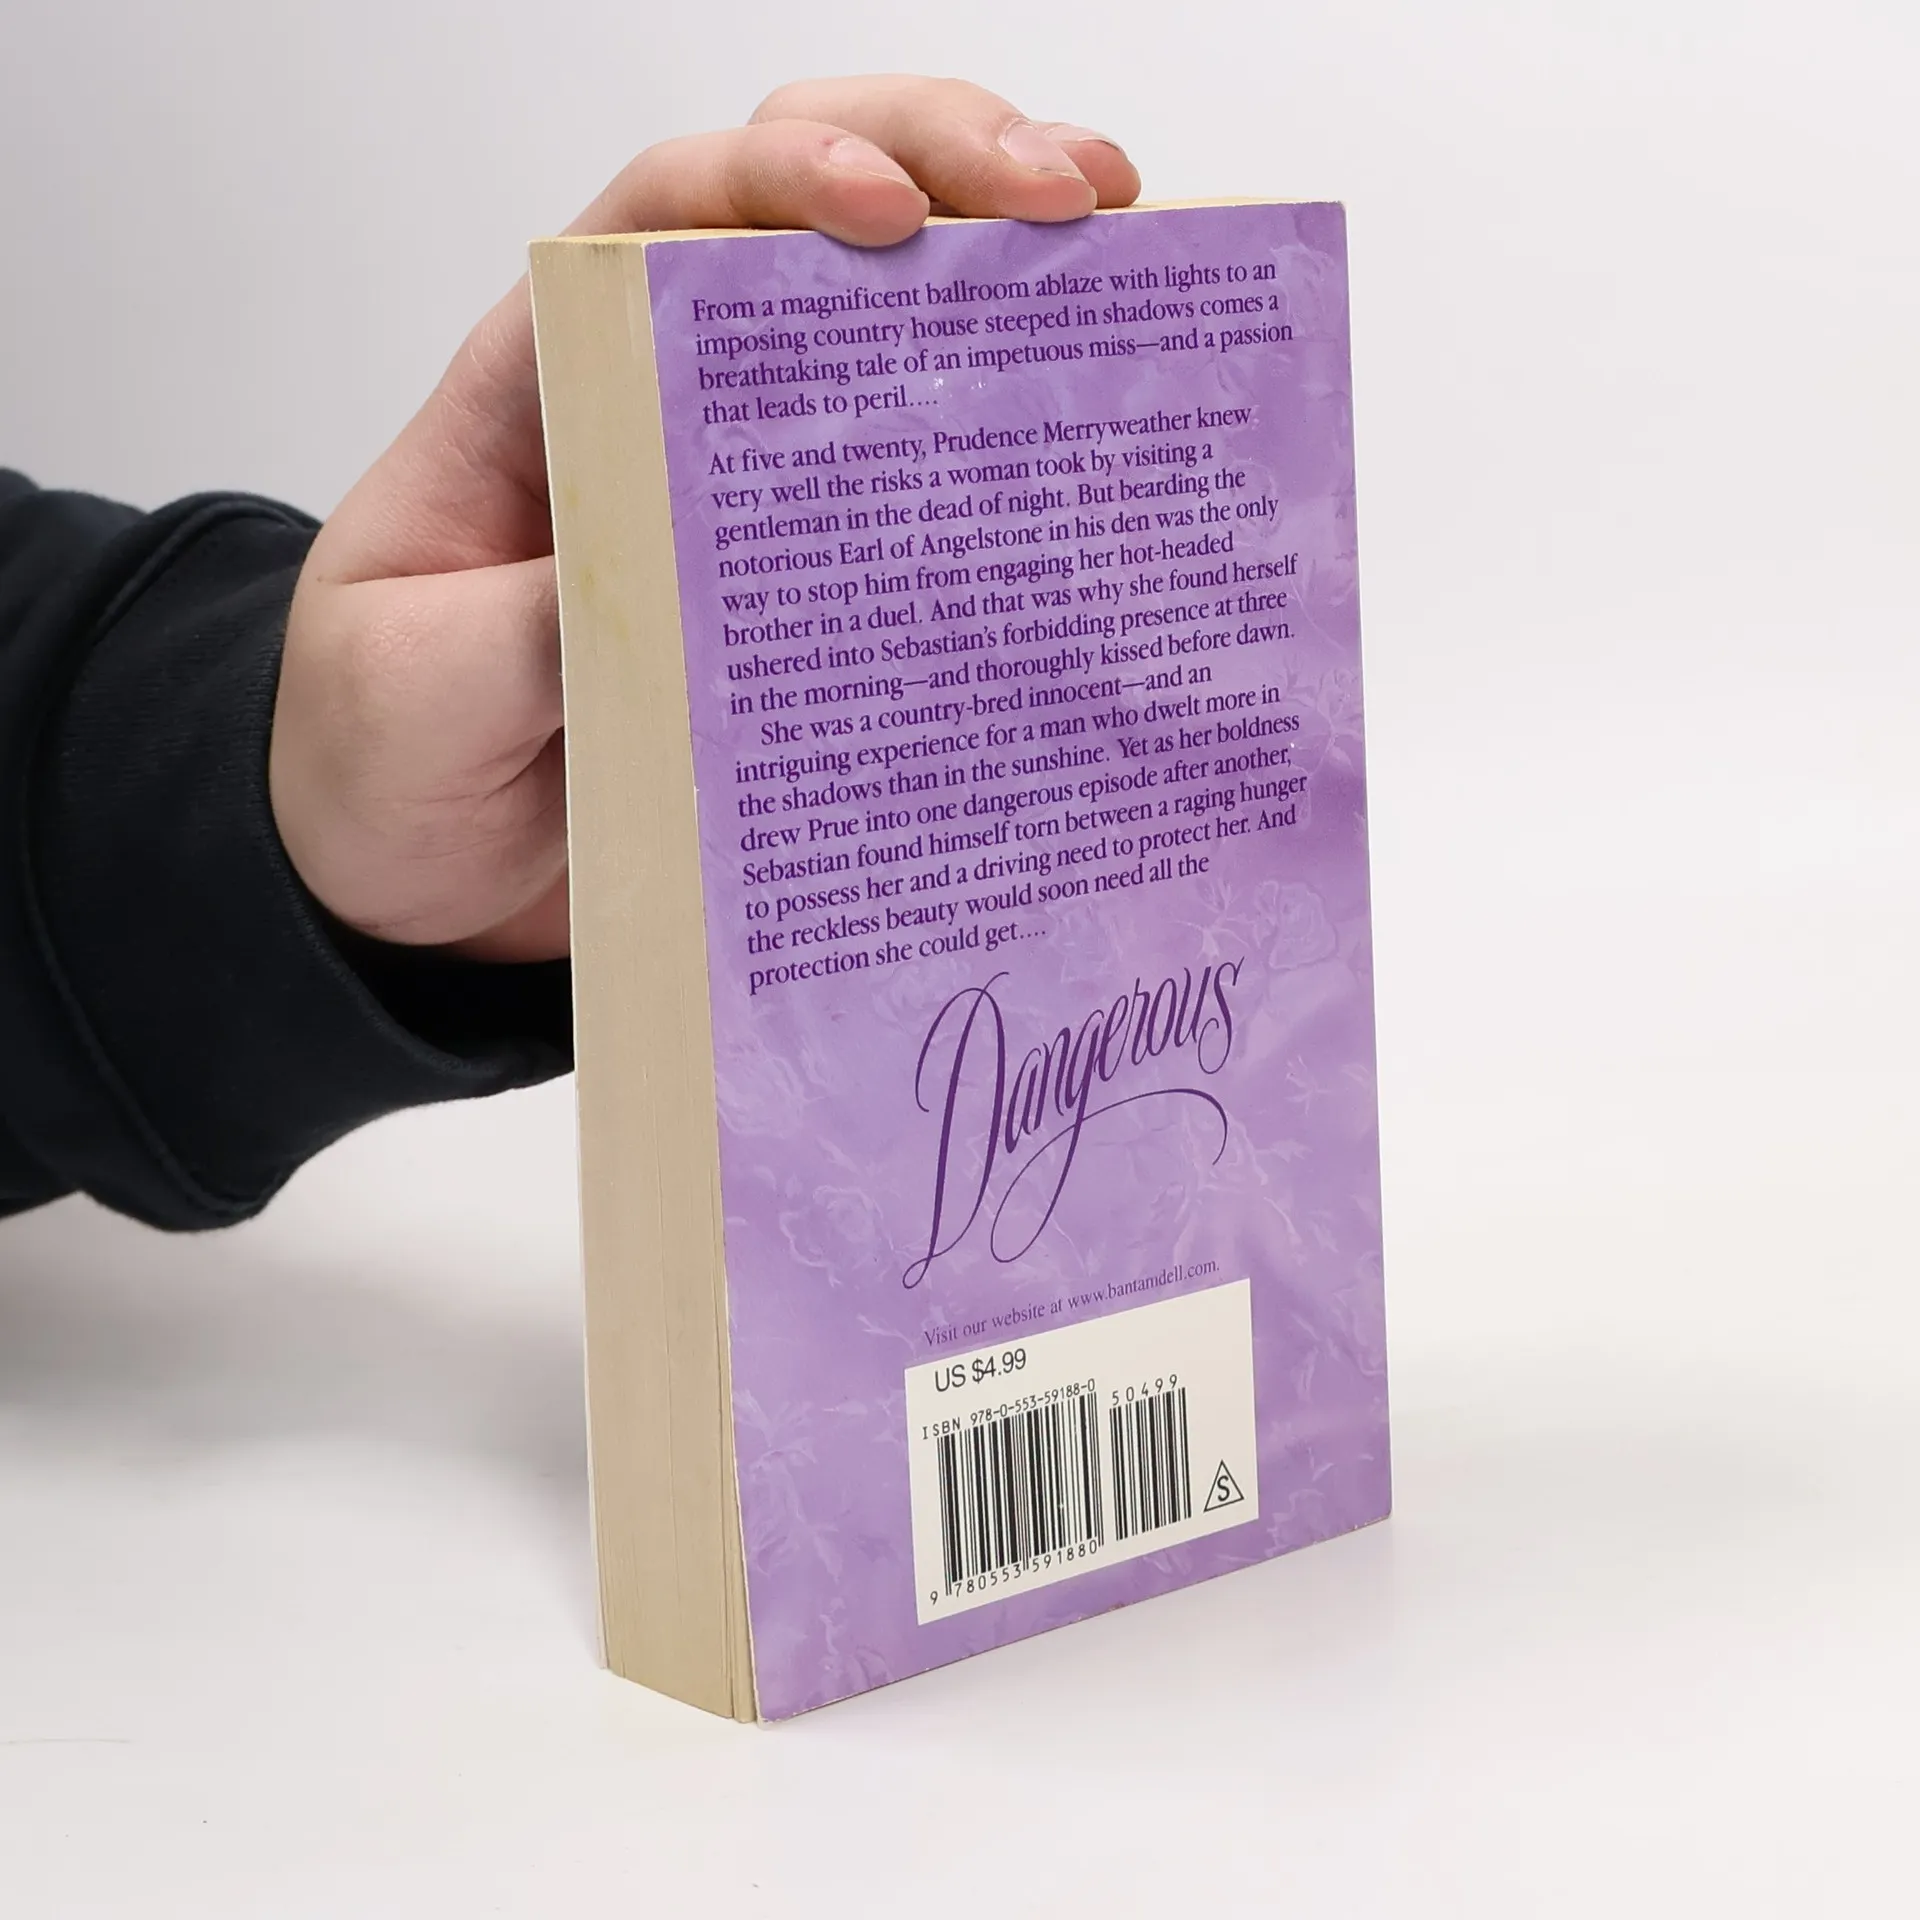 From a magnificent ballroom ablaze with lights to an
imposing country house steeped in shadows comes a
breathtaking tale of an impetuous miss—and a passion
that leads to peril....
At five and twenty, Prudence Merryweather knew
very well the risks a woman took by visiting a
gentleman in the dead of night. But bearding the
notorious Earl of Angelstone in his den was the only
way to stop him from engaging her hot-headed
brother in a duel. And that was why she found herself
ushered into Sebastian's forbidding presence at three
in the morning—and thoroughly kissed before dawn.
She was a country-bred innocent—and an
intriguing experience for a man who dwelt more in
the shadows than in the sunshine. Yet as her boldness
drew Prue into one dangerous episode after another,
Sebastian found himself torn between a raging hunger
to possess her and a driving need to protect her. And
the reckless beauty would soon need all the
protection she could get....
Dangerous
Visit our website at www.bantamdell.com.
US $4.99
ISBN 978-0-553-59188-0
50499
S
9 780553 591880